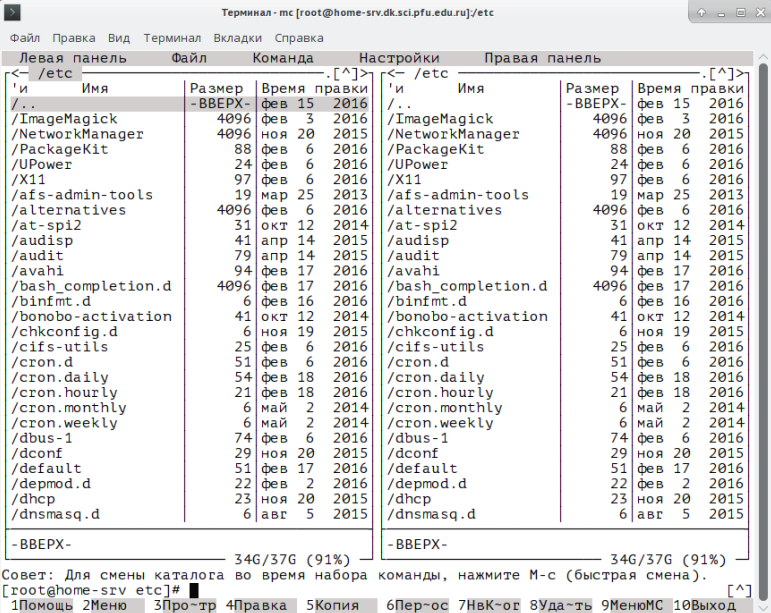 Терминал - mc [root@home-srv.dk.sci.pfu.edu.ru]:/etc
Файл Правка Вид Терминал Вкладки Справка
Левая панель Файл Команда Настройки Правая панель
<─ /etc ─.[^]> <─ /etc ─.[^]>
'и Имя Размер Время правки 'и Имя Размер Время правки
/.. -ВВЕРХ- фев 15 2016 /.. -ВВЕРХ- фев 15 2016
/ImageMagick 4096 фев 3 2016 /ImageMagick 4096 фев 3 2016
/NetworkManager 4096 ноя 20 2015 /NetworkManager 4096 ноя 20 2015
/PackageKit 88 фев 6 2016 /PackageKit 88 фев 6 2016
/UPower 24 фев 6 2016 /UPower 24 фев 6 2016
/X11 97 фев 6 2016 /X11 97 фев 6 2016
/afs-admin-tools 19 мар 25 2013 /afs-admin-tools 19 мар 25 2013
/alternatives 4096 фев 6 2016 /alternatives 4096 фев 6 2016
/at-spi2 31 окт 12 2014 /at-spi2 31 окт 12 2014
/audisp 41 апр 14 2015 /audisp 41 апр 14 2015
/audit 79 апр 14 2015 /audit 79 апр 14 2015
/avahi 94 фев 17 2016 /avahi 94 фев 17 2016
/bash_completion.d 4096 фев 17 2016 /bash_completion.d 4096 фев 17 2016
/binfmt.d 6 фев 16 2016 /binfmt.d 6 фев 16 2016
/bonobo-activation 41 окт 12 2014 /bonobo-activation 41 окт 12 2014
/chkconfig.d 6 ноя 19 2015 /chkconfig.d 6 ноя 19 2015
/cifs-utils 25 фев 6 2016 /cifs-utils 25 фев 6 2016
/cron.d 51 фев 6 2016 /cron.d 51 фев 6 2016
/cron.daily 54 фев 18 2016 /cron.daily 54 фев 18 2016
/cron.hourly 21 фев 18 2016 /cron.hourly 21 фев 18 2016
/cron.monthly 6 май 2 2014 /cron.monthly 6 май 2 2014
/cron.weekly 6 май 2 2014 /cron.weekly 6 май 2 2014
/dbus-1 74 фев 6 2016 /dbus-1 74 фев 6 2016
/dconf 29 ноя 20 2015 /dconf 29 ноя 20 2015
/default 51 фев 17 2016 /default 51 фев 17 2016
/depmod.d 22 фев 2 2016 /depmod.d 22 фев 2 2016
/dhcp 23 ноя 20 2015 /dhcp 23 ноя 20 2015
/dnsmasq.d 6 авг 5 2015 /dnsmasq.d 6 авг 5 2015
-ВВЕРХ- -ВВЕРХ-
34G/37G (91%) 34G/37G (91%)
Совет: Для смены каталога во время набора команды, нажмите M-c (быстрая смена).
[root@home-srv etc]# [^]
1Помощь 2Меню 3Про~тр 4Правка 5Копия 6Пер~ос 7НвК~ог 8Уда~ть 9МенюMC 10Выход